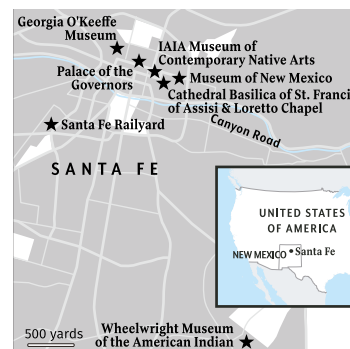 Georgia O'Keeffe
Museum
IAIA Museum of
Contemporary Native Arts
Palace of the
Governors
Museum of New Mexico
Cathedral Basilica of St. Franci
of Assisi & Loretto Chapel
Canyon Road
Santa Fe Railyard
SANTA FE
UNITED STATES
OF AMERICA
NEW MEXICO
Santa Fe
500 yards
Wheelwright Museum
of the American Indian